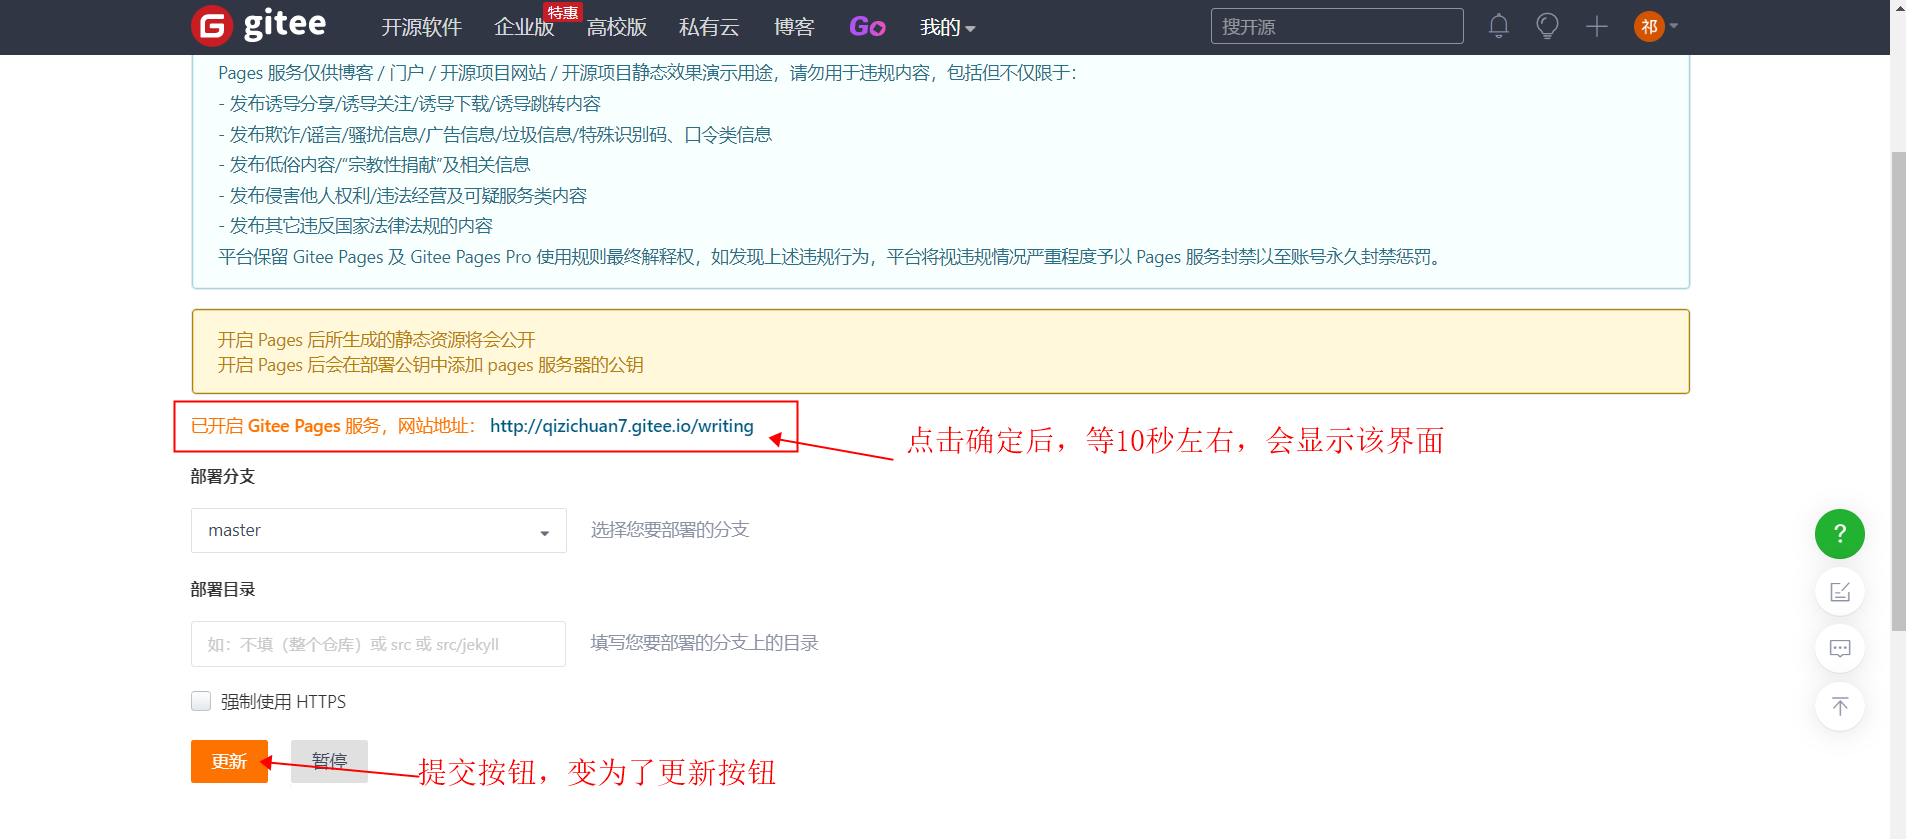 gitee 开源软件 企业版 特惠 高校版 私有云 博客 Go 我的 搜开源 祁
Pages 服务仅供博客 / 门户 / 开源项目网站 / 开源项目静态效果演示用途，请勿用于违规内容，包括但不仅限于：
- 发布诱导分享/诱导关注/诱导下载/诱导跳转内容
- 发布欺诈/谣言/骚扰信息/广告信息/垃圾信息/特殊识别码、口令类信息
- 发布低俗内容/“宗教性捐献”及相关信息
- 发布侵害他人权利/违法经营及可疑服务类内容
- 发布其它违反国家法律法规的内容
平台保留 Gitee Pages 及 Gitee Pages Pro 使用规则最终解释权，如发现上述违规行为，平台将视违规情况严重程度予以 Pages 服务封禁以至账号永久封禁惩罚。
开启 Pages 后所生成的静态资源将会公开
开启 Pages 后会在部署公钥中添加 pages 服务器的公钥
已开启 Gitee Pages 服务，网站地址： http://qizichuan7.gitee.io/writing
点击确定后，等10秒左右，会显示该界面
部署分支
master 选择您要部署的分支
部署目录
如：不填（整个仓库）或 src 或 src/jekyll 填写您要部署的分支上的目录
强制使用 HTTPS
更新 暂停 提交按钮，变为了更新按钮